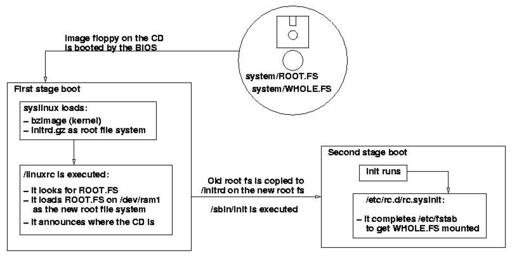 Image floppy on the CD
is booted by the BIOS
system/ROOT.FS
system/WHOLE.FS
First stage boot
syslinux loads:
– bzImage (kernel)
– initrd.gz as root file system
/linuxrc is executed:
– It looks for ROOT.FS
– It loads ROOT.FS on /dev/ram1
as the new root file system
– It announces where the CD is
Old root fs is copied to
/initrd on the new root fs
/sbin/init is executed
Second stage boot
init runs
/etc/rc.d/rc.sysinit:
– It completes /etc/fstab
to get WHOLE.FS mounted